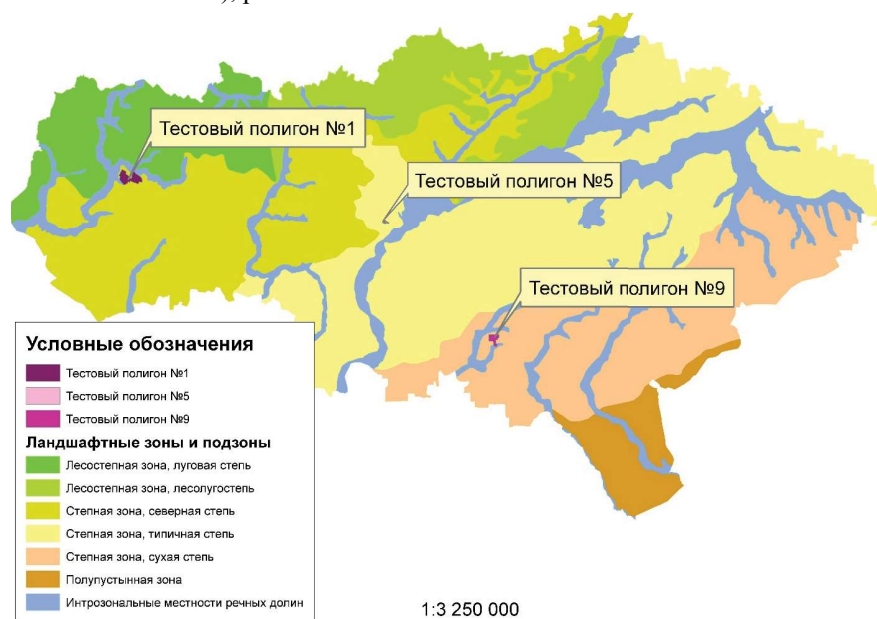 Тестовый полигон №1
Тестовый полигон №5
Тестовый полигон №9
Условные обозначения
Тестовый полигон №1
Тестовый полигон №5
Тестовый полигон №9
Ландшафтные зоны и подзоны
Лесостепная зона, луговая степь
Лесостепная зона, лесолугостепь
Степная зона, северная степь
Степная зона, типичная степь
Степная зона, сухая степь
Полупустынная зона
Интрозональные местности речных долин
1:3 250 000